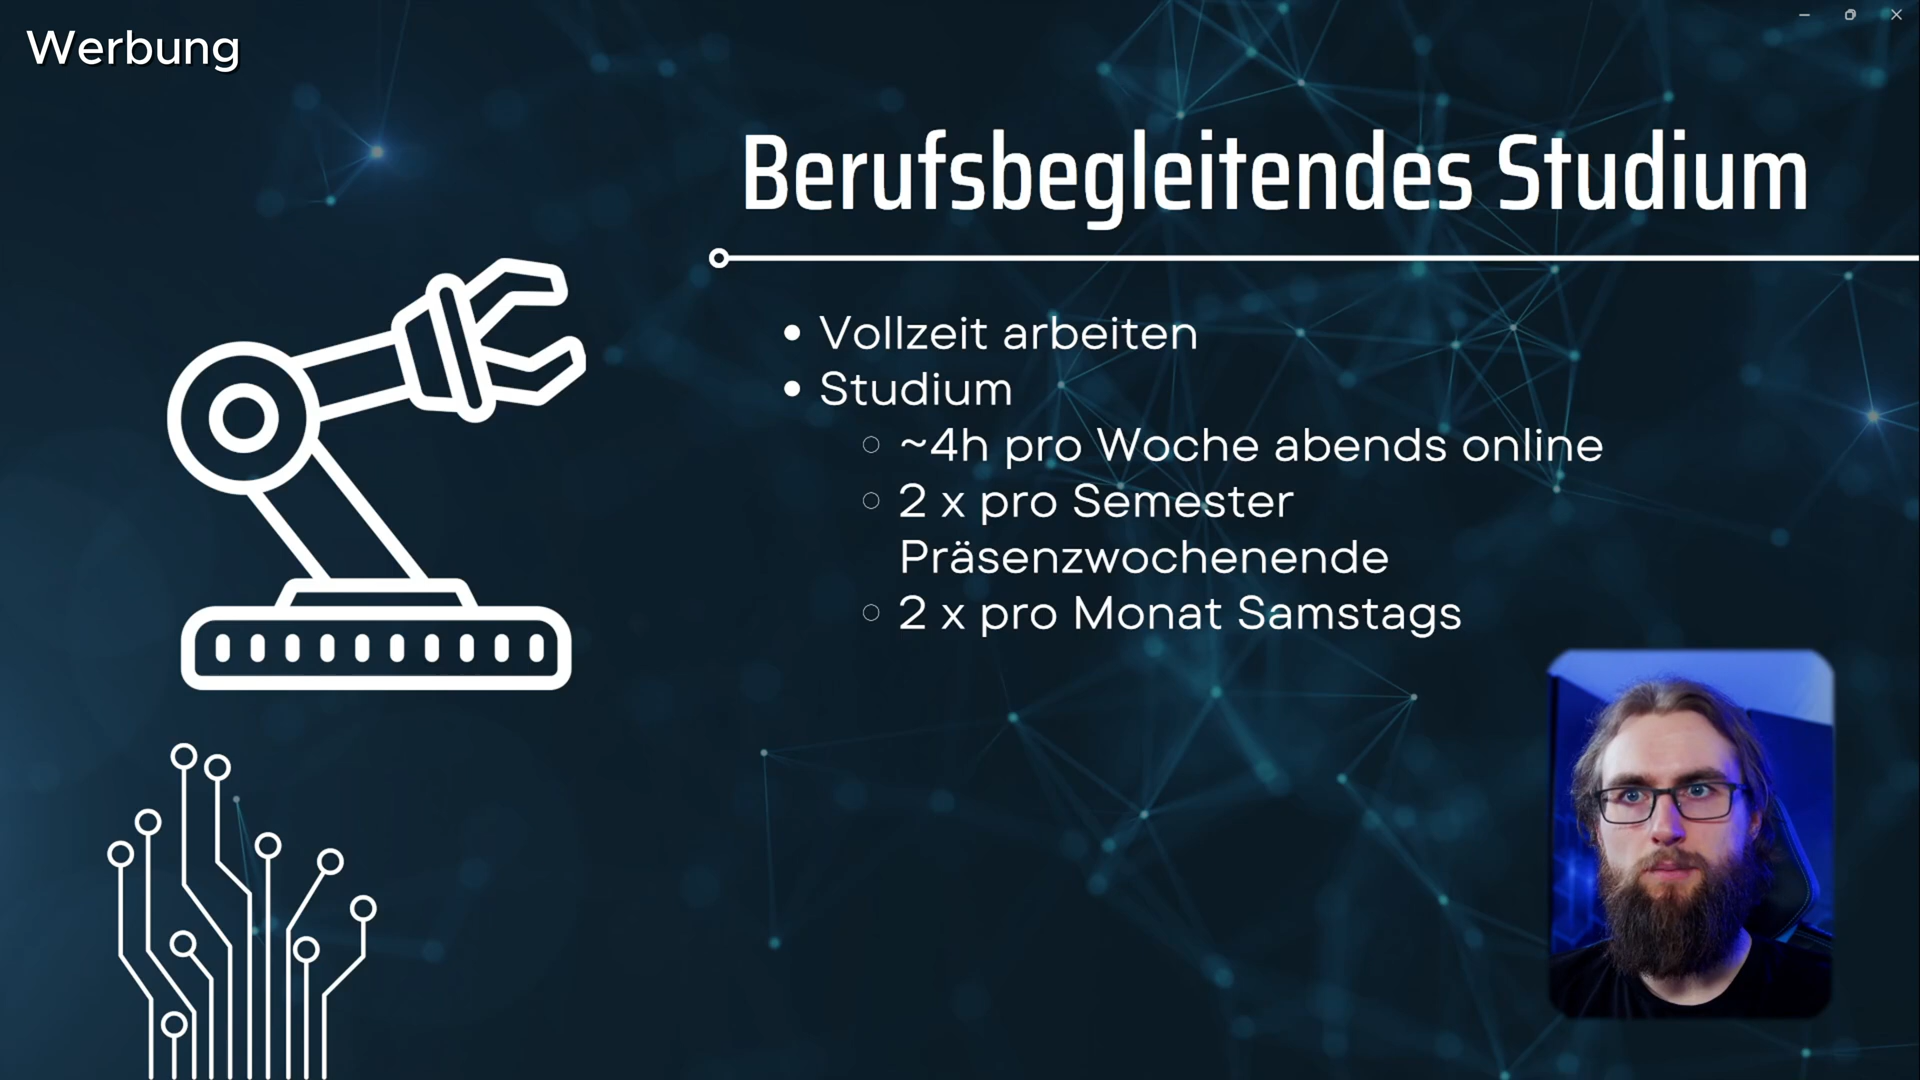 Werbung
Berufsbegleitendes Studium
• Vollzeit arbeiten
• Studium
○ ~4h pro Woche abends online
○ 2 x pro Semester
Präsenzwochenende
○ 2 x pro Monat Samstags